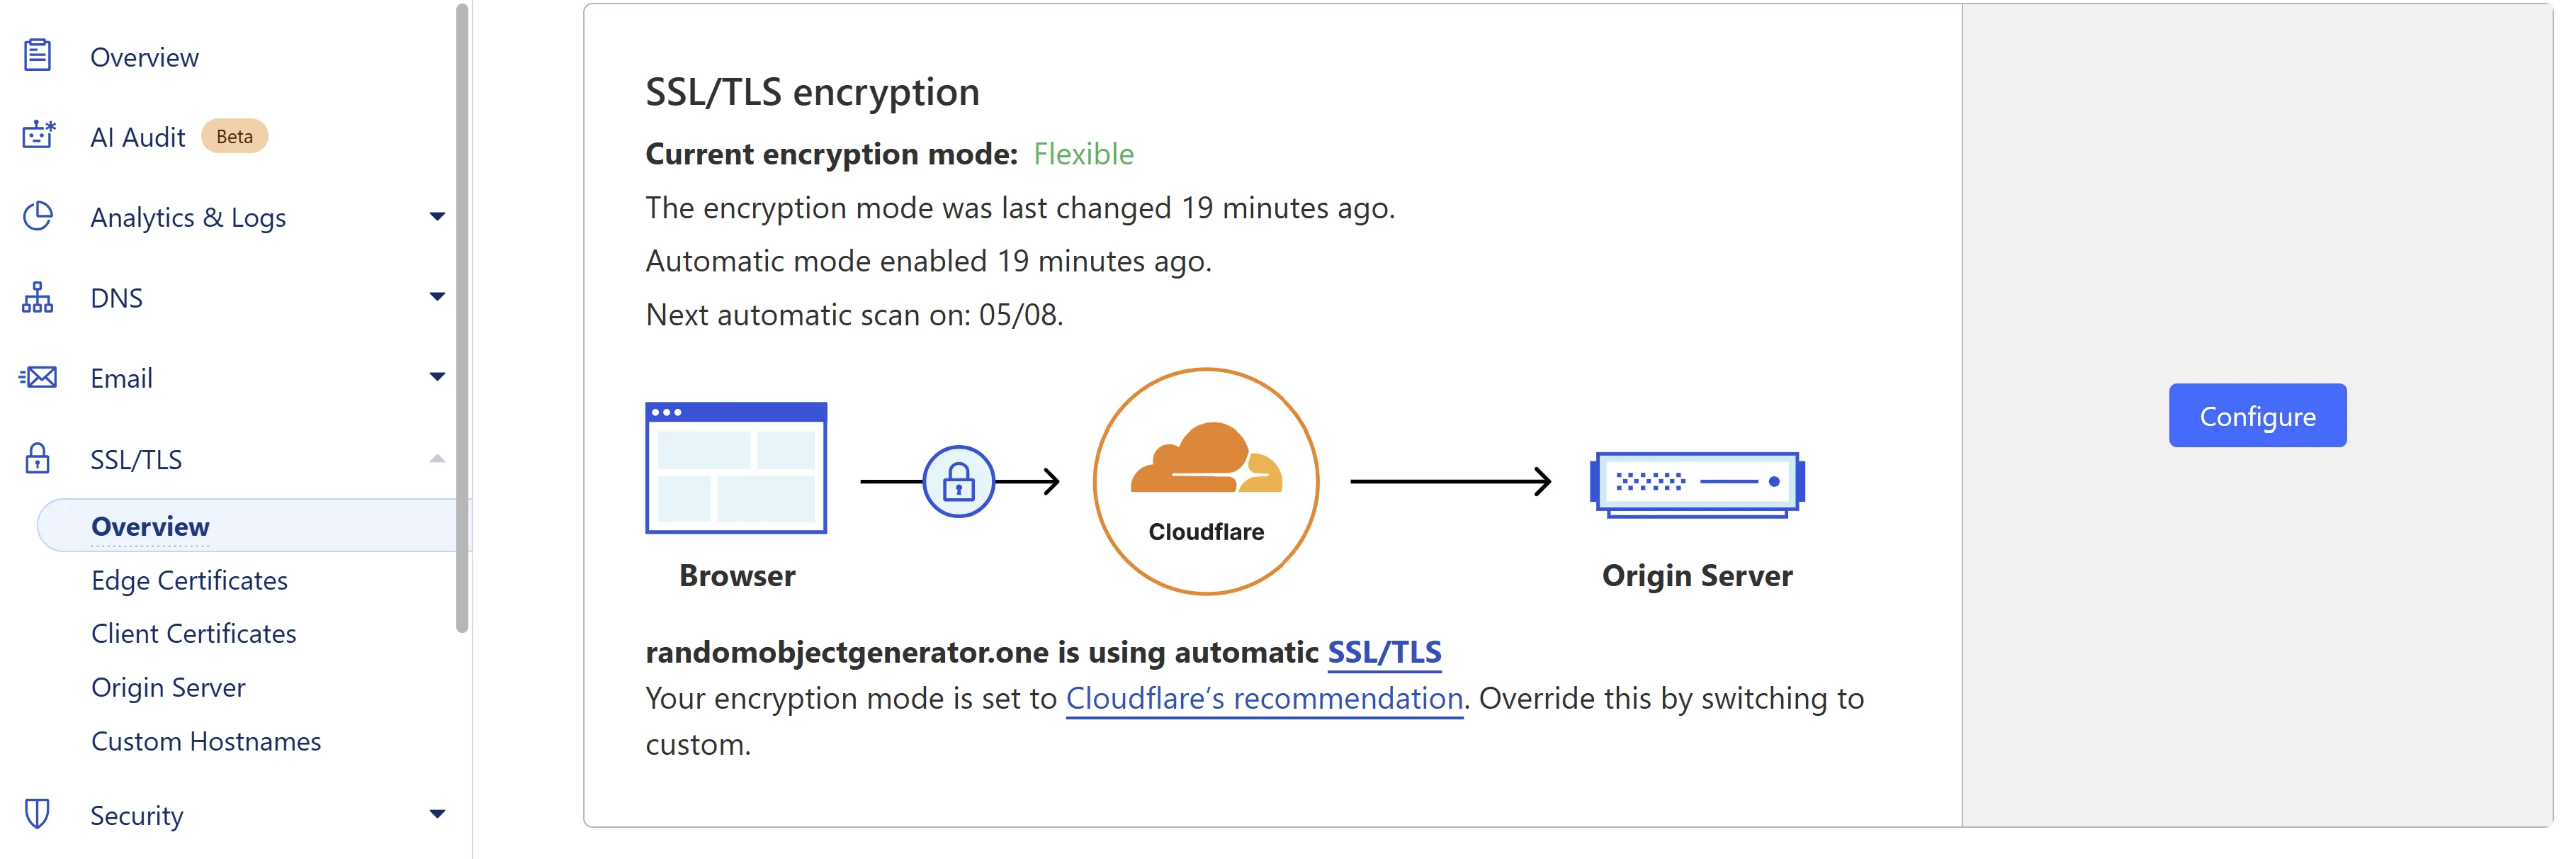 Overview
AI Audit Beta
Analytics & Logs
DNS
Email
SSL/TLS
Overview
Edge Certificates
Client Certificates
Origin Server
Custom Hostnames
Security
SSL/TLS encryption
Current encryption mode: Flexible
The encryption mode was last changed 19 minutes ago.
Automatic mode enabled 19 minutes ago.
Next automatic scan on: 05/08.
Cloudflare
Browser
Origin Server
randomobjectgenerator.one is using automatic SSL/TLS
Your encryption mode is set to Cloudflare’s recommendation. Override this by switching to
custom.
Configure